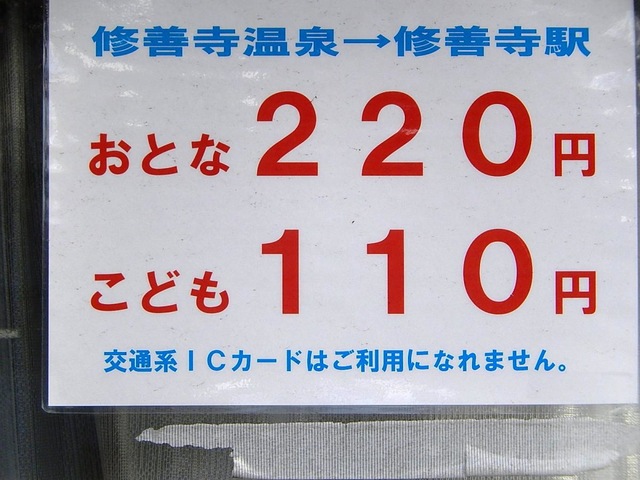 修善寺温泉→修善寺駅
おとな220円
こども110円
交通系ICカードはご利用になれません。